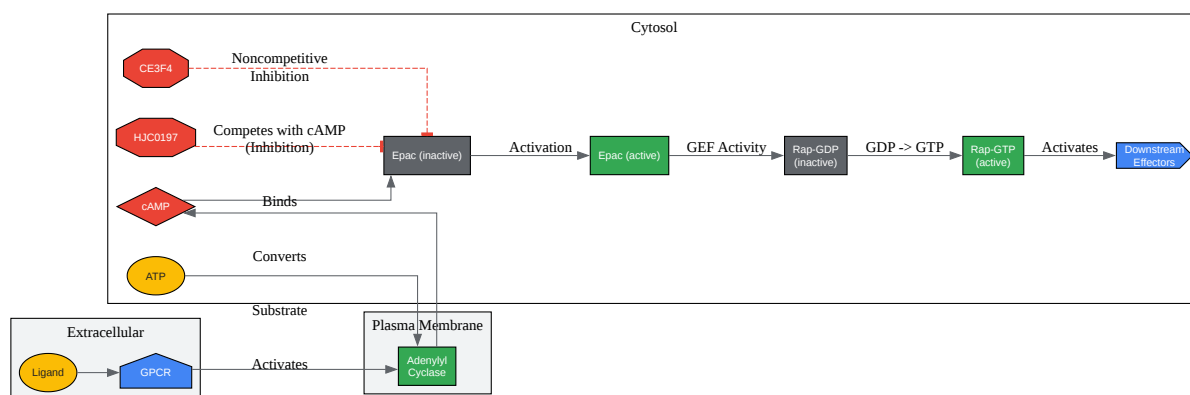 Cytosol
CE3F4
Noncompetitive
Inhibition
HJC0197
Competes with cAMP
(Inhibition)
Epac (inactive)
Activation
Epac (active)
GEF Activity
Rap-GDP
(inactive)
GDP -> GTP
Rap-GTP
(active)
Activates
Downstream
Effectors
cAMP
Binds
Converts
ATP
Substrate
Extracellular
Plasma Membrane
Ligand
GPCR
Activates
Adenylyl
Cyclase